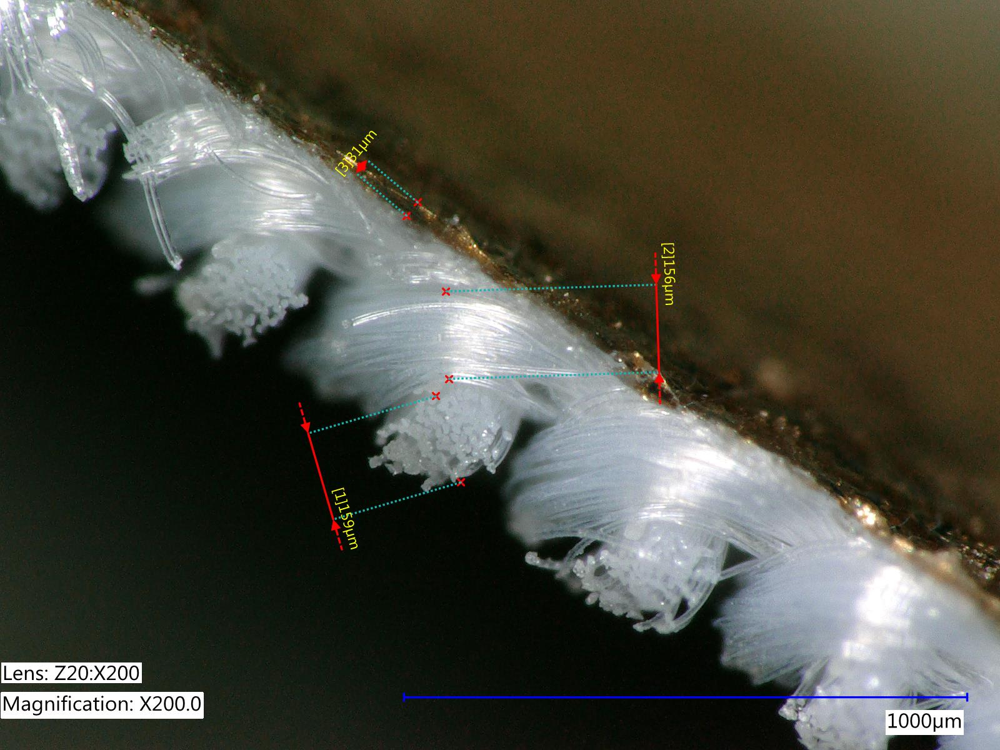 [3]31µm
[2]156µm
[1]159µm
Lens: Z20:X200
Magnification: X200.0
1000µm